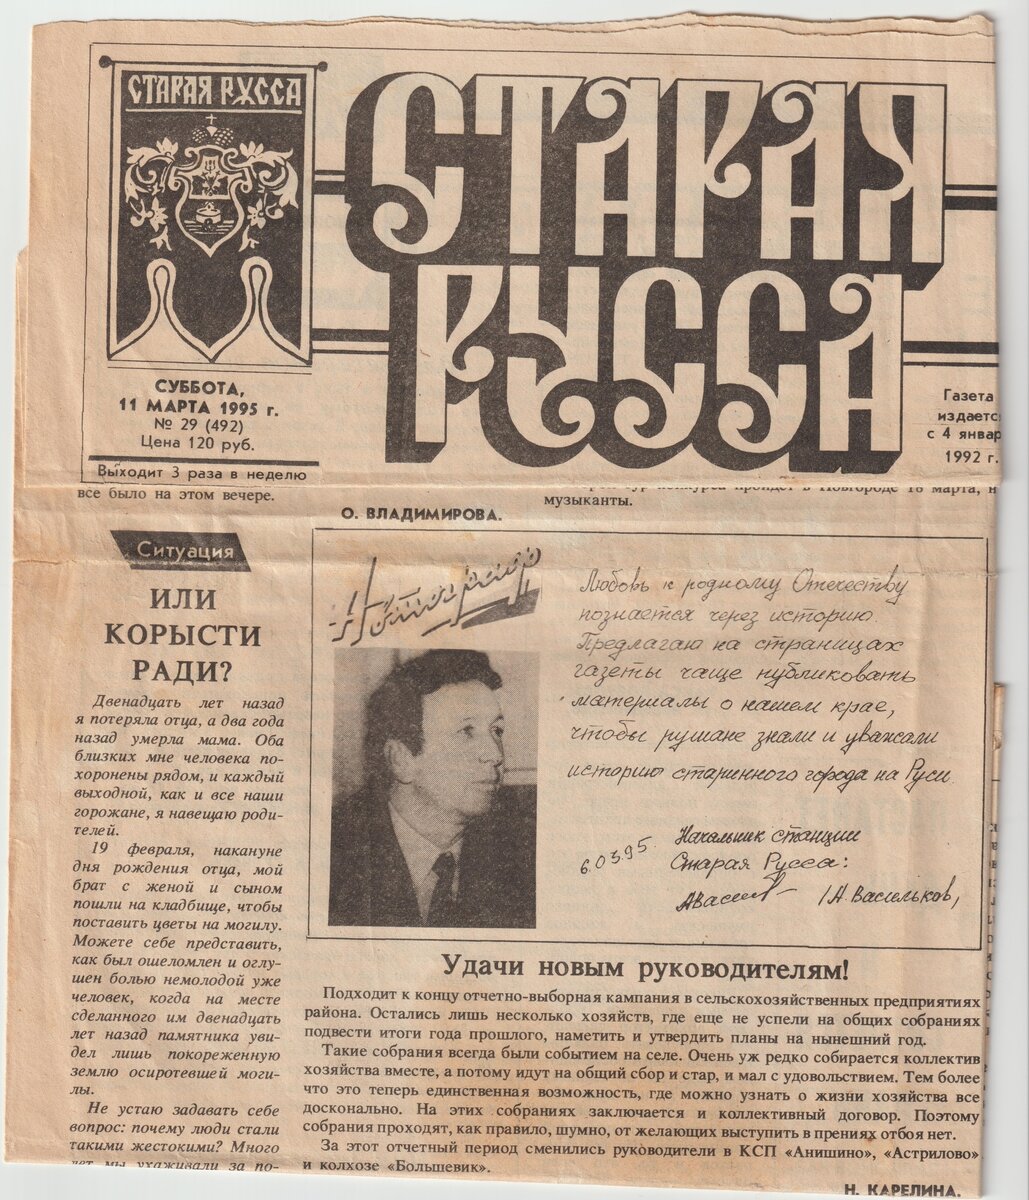 СТАРАЯ РУССА
СТАРАЯ
РУССА
СУББОТА,
11 МАРТА 1995 г.
№ 29 (492)
Цена 120 руб.
Выходит 3 раза в неделю
Газета
издаетс
с 4 январ
1992 г.
все было на этом вечере.
О. ВЛАДИМИРОВА.
музыканты.
Ситуация
ИЛИ
КОРЫСТИ
РАДИ?
Двенадцать лет назад
я потеряла отца, а два года
назад умерла мама. Оба
близких мне человека по-
хоронены рядом, и каждый
выходной, как и все наши
горожане, я навещаю роди-
телей.
19 февраля, накануне
дня рождения отца, мой
брат с женой и сыном
пошли на кладбище, чтобы
поставить цветы на могилу.
Можете себе представить,
как был ошеломлен и оглу-
шен болью немолодой уже
человек, когда на месте
сделанного им двенадцать
лет назад памятника уви-
дел лишь покореженную
землю осиротевшей моги-
лы.
Не устаю задавать себе
вопрос: почему люди стали
такими жестокими? Много
лет мы ухаживали за по-
Автограф
Любовь к родному Отечеству
познается через историю.
Предлагаю на страницах
газеты чаще публиковать
материалы о нашем крае,
чтобы рушане знали и уважали
историю старинного города на Руси.
6.03.95.
Начальник станции
Старая Русса:
/А. Васильков/
Удачи новым руководителям!
Подходит к концу отчетно-выборная кампания в сельскохозяйственных предприятиях
района. Остались лишь несколько хозяйств, где еще не успели на общих собраниях
подвести итоги года прошлого, наметить и утвердить планы на нынешний год.
Такие собрания всегда были событием на селе. Очень уж редко собирается коллектив
хозяйства вместе, а потому идут на общий сбор и стар, и мал с удовольствием. Тем более
что это теперь единственная возможность, где можно узнать о жизни хозяйства все
досконально. На этих собраниях заключается и коллективный договор. Поэтому
собрания проходят, как правило, шумно, от желающих выступить в прениях отбоя нет.
За этот отчетный период сменились руководители в КСП «Анишино», «Астрилово»
и колхозе «Большевик».
Н. КАРЕЛИНА.